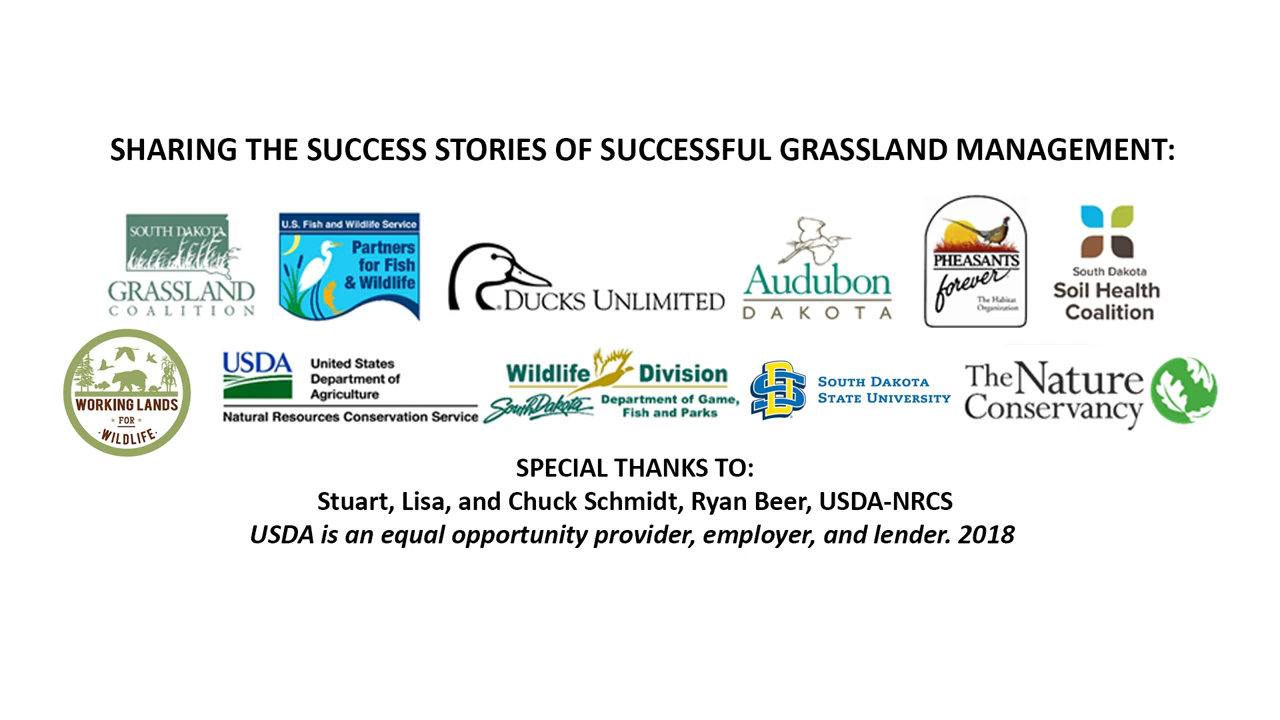 SHARING THE SUCCESS STORIES OF SUCCESSFUL GRASSLAND MANAGEMENT:
SOUTH DAKOTA
GRASSLAND
COALITION
U.S. Fish and Wildlife Service
Partners
for Fish
& Wildlife
DUCKS UNLIMITED
Audubon
DAKOTA
PHEASANTS
forever
The Habitat
Organization
South Dakota
Soil Health
Coalition
WORKING LANDS
FOR
WILDLIFE
USDA
United States
Department of
Agriculture
Natural Resources Conservation Service
Wildlife Division
South Dakota
Department of Game,
Fish and Parks
SD
SOUTH DAKOTA
STATE UNIVERSITY
The Nature
Conservancy
SPECIAL THANKS TO:
Stuart, Lisa, and Chuck Schmidt, Ryan Beer, USDA-NRCS
USDA is an equal opportunity provider, employer, and lender. 2018